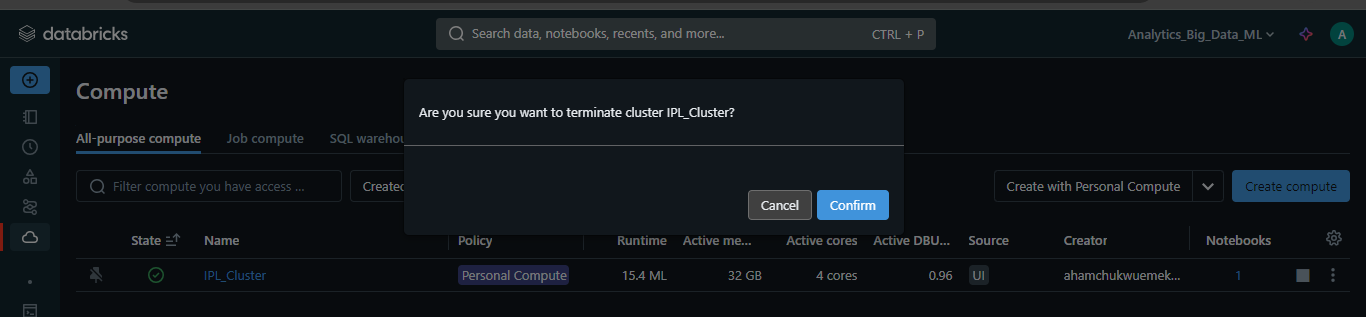 databricks
Search data, notebooks, recents, and more...
CTRL + P
Analytics_Big_Data_ML
A
Compute
Are you sure you want to terminate cluster IPL_Cluster?
All-purpose compute
Job compute
SQL warehou
Filter compute you have access ...
Created
Cancel
Confirm
Create with Personal Compute
Create compute
State
Name
Policy
Runtime
Active me...
Active cores
Active DBU...
Source
Creator
Notebooks
IPL_Cluster
Personal Compute
15.4 ML
32 GB
4 cores
0.96
UI
ahamchukwuemek...
1